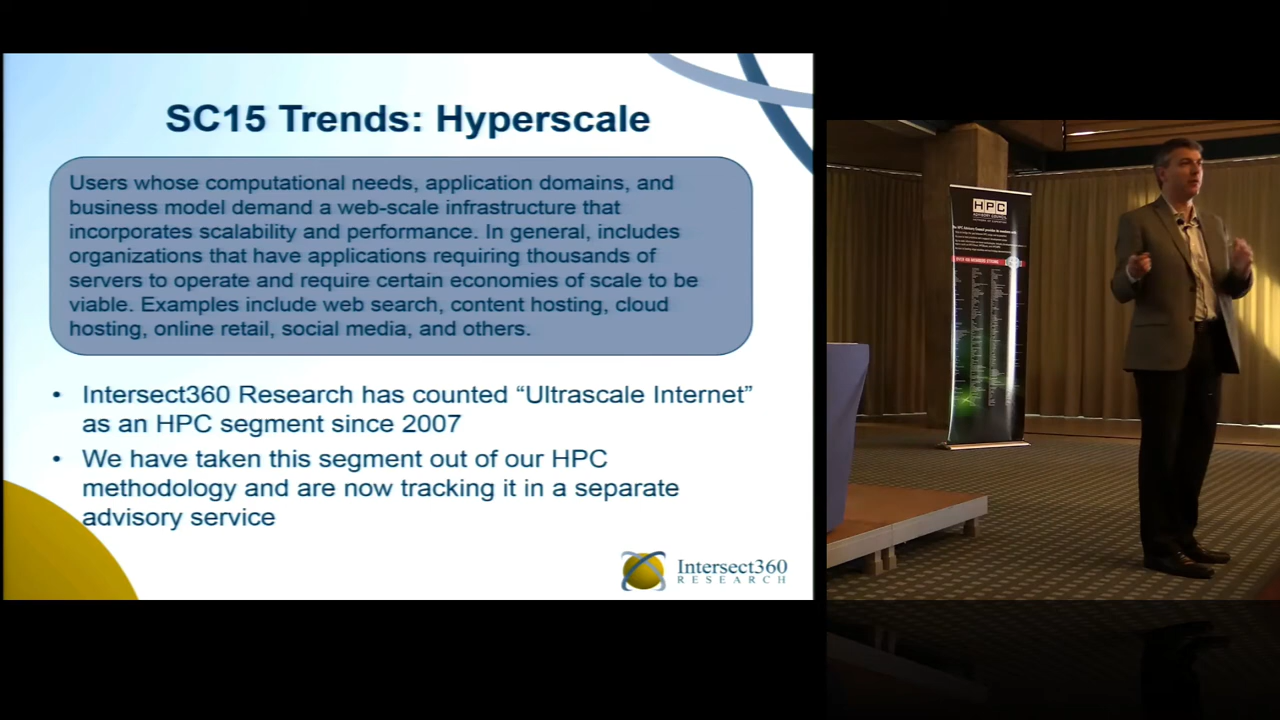 SC15 Trends: Hyperscale
Users whose computational needs, application domains, and
business model demand a web-scale infrastructure that
incorporates scalability and performance. In general, includes
organizations that have applications requiring thousands of
servers to operate and require certain economies of scale to be
viable. Examples include web search, content hosting, cloud
hosting, online retail, social media, and others.
• Intersect360 Research has counted “Ultrascale Internet”
as an HPC segment since 2007
• We have taken this segment out of our HPC
methodology and are now tracking it in a separate
advisory service
Intersect360
RESEARCH
HPC
ADVISORY COUNCIL